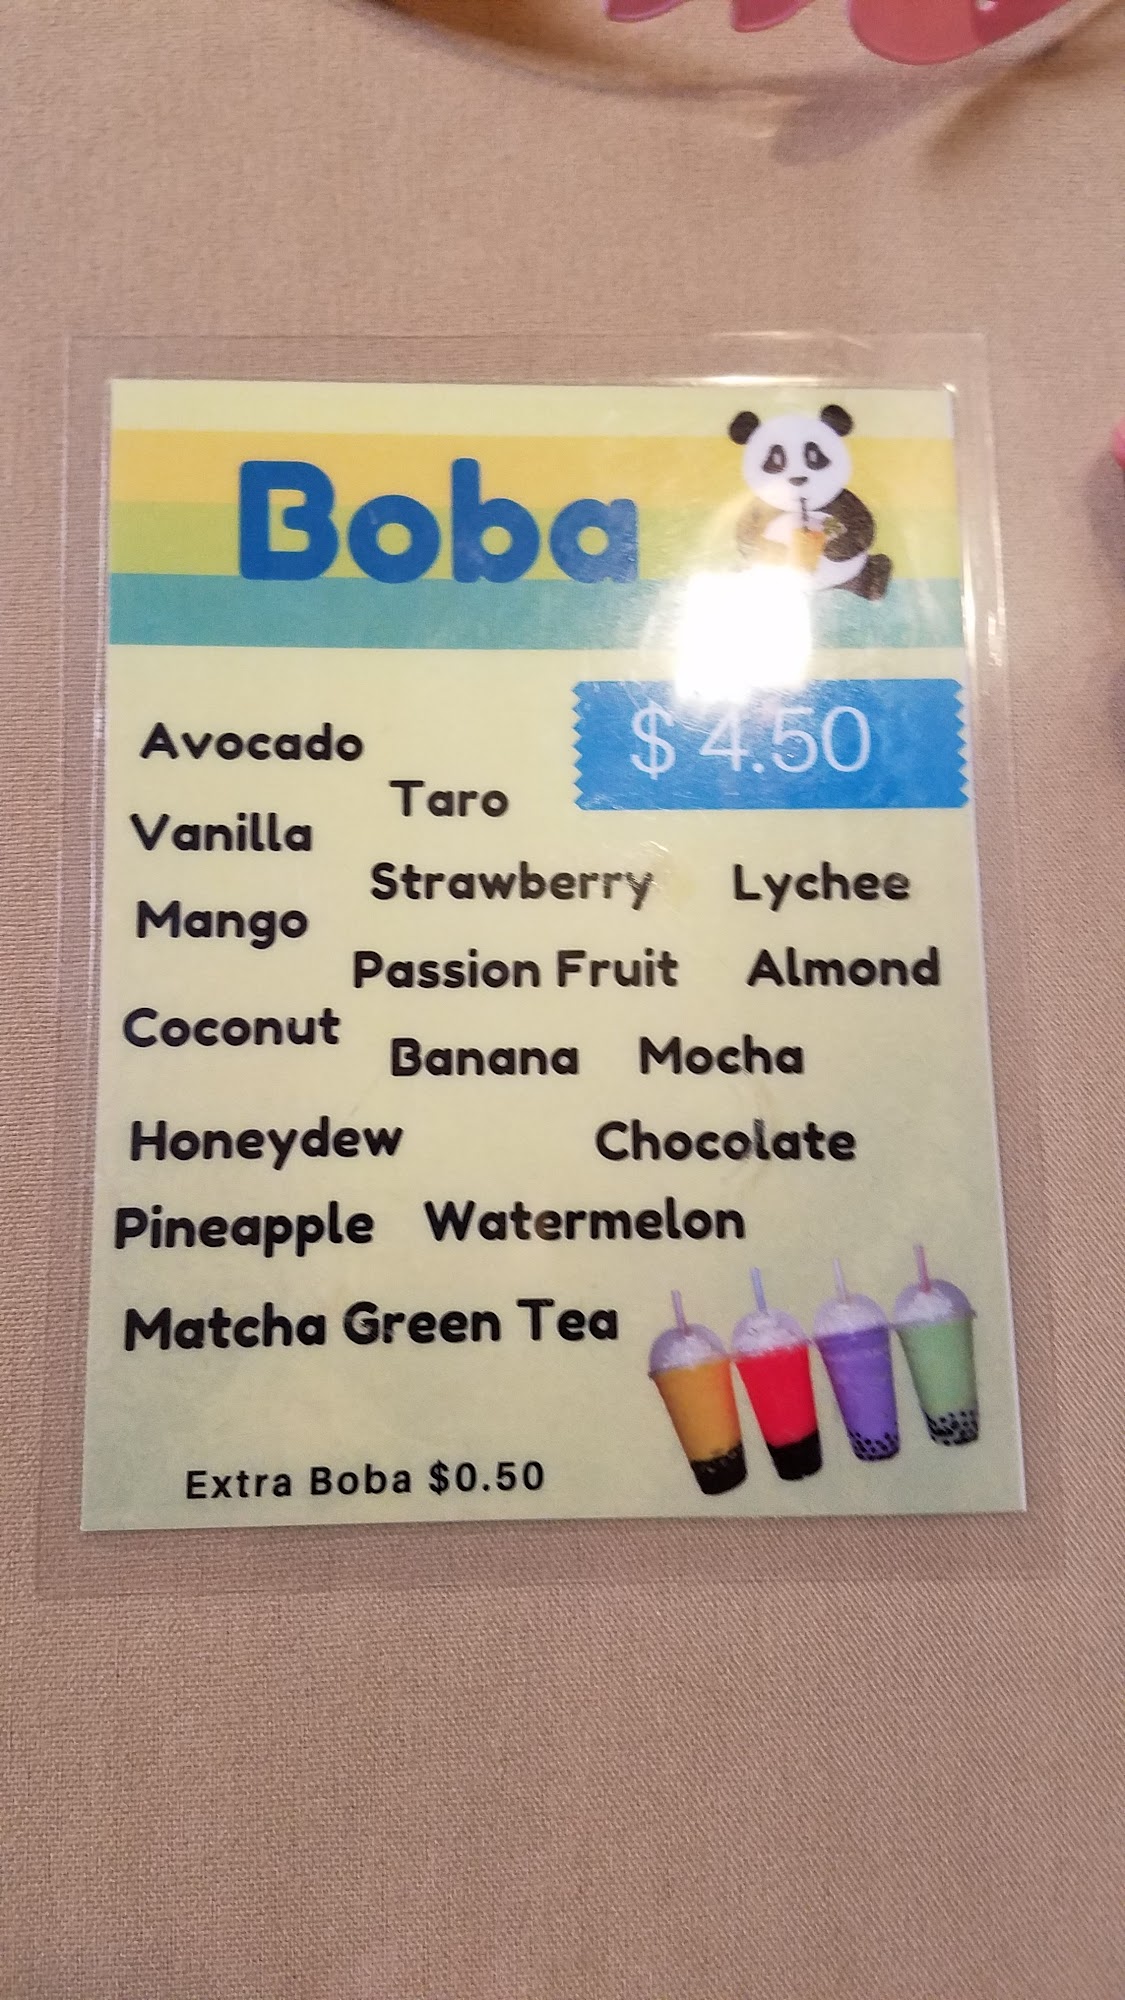 Boba
$ 4.50
Avocado
Taro
Vanilla
Strawberry Lychee
Mango
Passion Fruit Almond
Coconut
Banana Mocha
Honeydew Chocolate
Pineapple Watermelon
Matcha Green Tea
Extra Boba $0.50